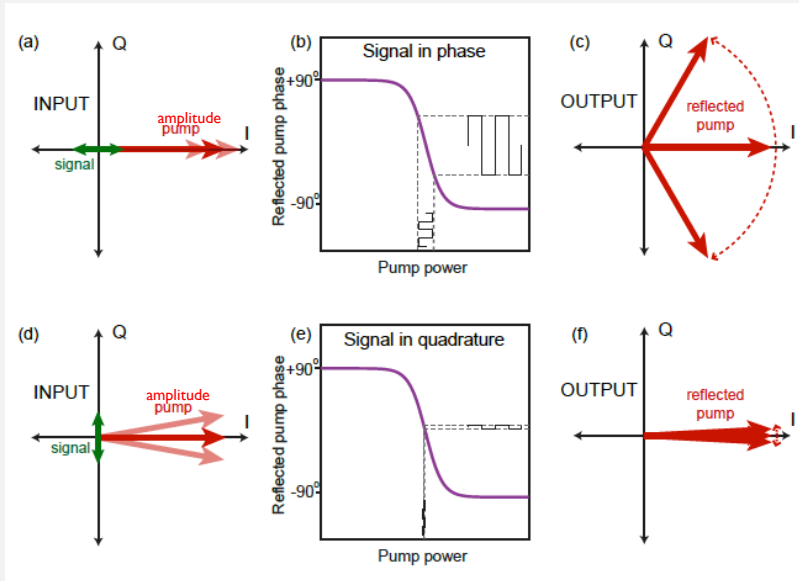 (a)
Q
INPUT
amplitude
pump
I
signal
(b)
Signal in phase
+90°
Reflected pump phase
-90°
Pump power
(c)
Q
OUTPUT
reflected
pump
I
(d)
Q
INPUT
amplitude
pump
I
signal
(e)
Signal in quadrature
+90°
Reflected pump phase
-90°
Pump power
(f)
Q
OUTPUT
reflected
pump
I